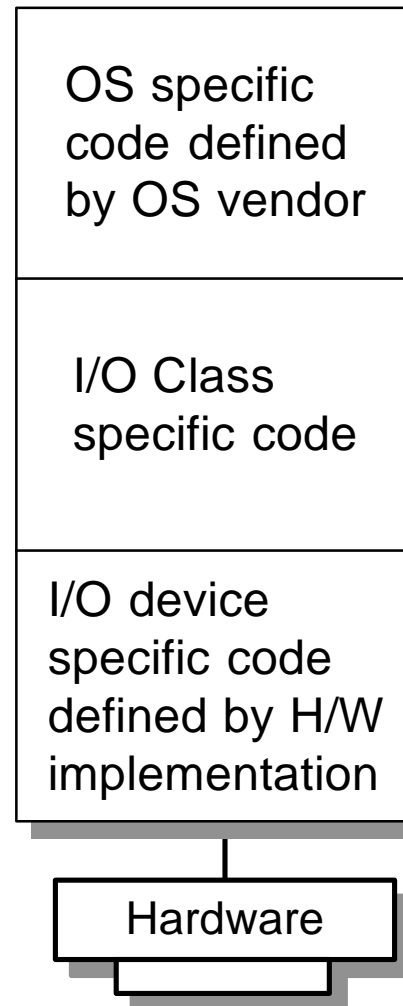 OS specific
code defined
by OS vendor
I/O Class
specific code
I/O device
specific code
defined by H/W
implementation
Hardware